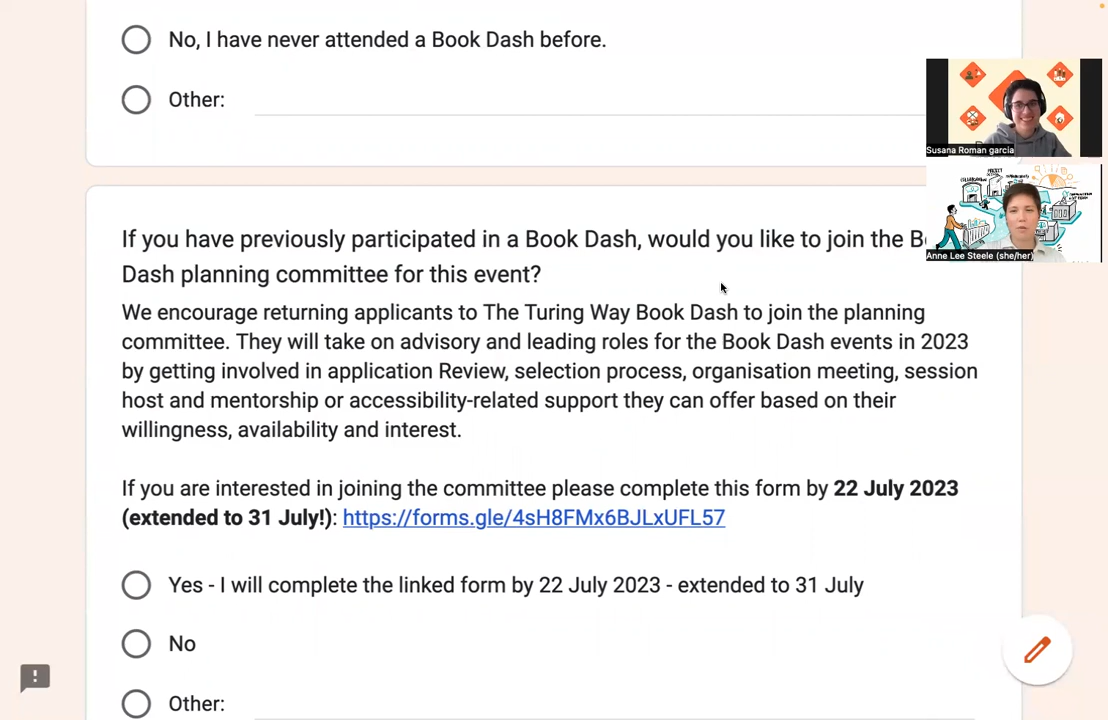 No, I have never attended a Book Dash before.
Other:
Susana Roman garcia
If you have previously participated in a Book Dash, would you like to join the B
Dash planning committee for this event?
Anne Lee Steele (she/her)
We encourage returning applicants to The Turing Way Book Dash to join the planning
committee. They will take on advisory and leading roles for the Book Dash events in 2023
by getting involved in application Review, selection process, organisation meeting, session
host and mentorship or accessibility-related support they can offer based on their
willingness, availability and interest.
If you are interested in joining the committee please complete this form by 22 July 2023
(extended to 31 July!): https://forms.gle/4sH8FMx6BJLxUFL57
Yes - I will complete the linked form by 22 July 2023 - extended to 31 July
No
Other: